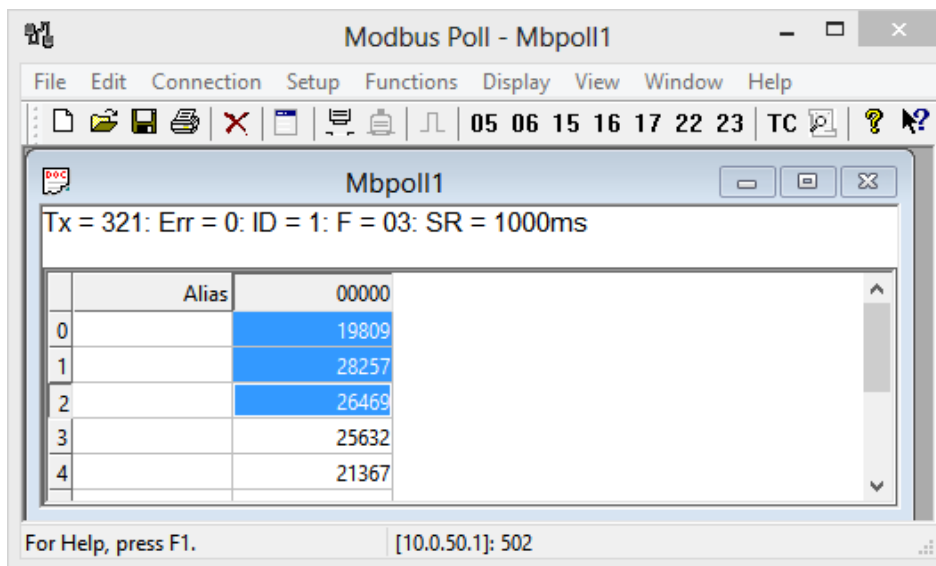 Modbus Poll - Mbpoll1
File Edit Connection Setup Functions Display View Window Help
05 06 15 16 17 22 23 TC
DOC Mbpoll1
Tx = 321: Err = 0: ID = 1: F = 03: SR = 1000ms
Alias 00000
0 19809
1 28257
2 26469
3 25632
4 21367
For Help, press F1. [10.0.50.1]: 502